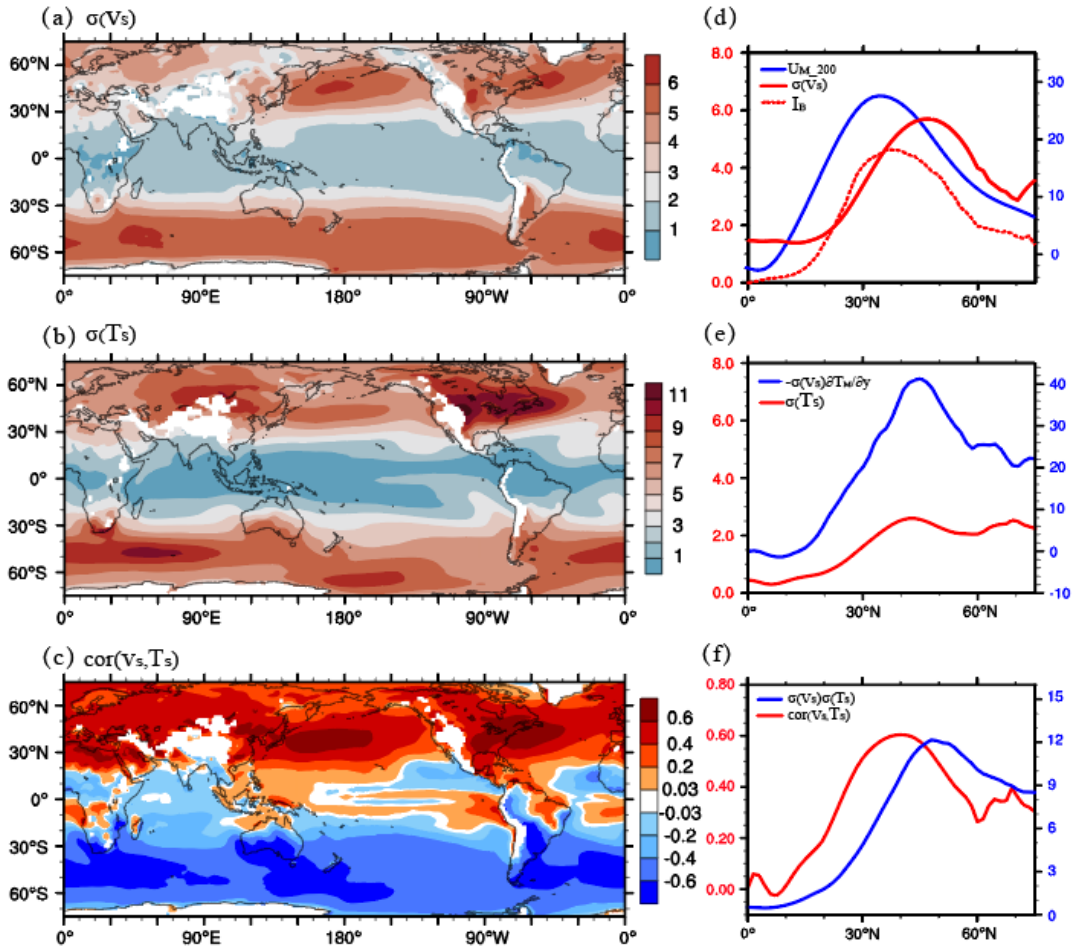 (a) σ(Vs)
60°N
30°N
0°
30°S
60°S
0° 90°E 180° 90°W 0°
6
5
4
3
2
1
(d)
8.0
6.0
4.0
2.0
0.0
U_M_200
σ(Vs)
I_B
30
20
10
0
0° 30°N 60°N
(b) σ(Ts)
60°N
30°N
0°
30°S
60°S
0° 90°E 180° 90°W 0°
11
9
7
5
3
1
(e)
8.0
6.0
4.0
2.0
0.0
-σ(Vs)∂T_M/∂y
σ(Ts)
40
30
20
10
0
-10
0° 30°N 60°N
(c) cor(Vs,Ts)
60°N
30°N
0°
30°S
60°S
0° 90°E 180° 90°W 0°
0.6
0.4
0.2
0.03
-0.03
-0.2
-0.4
-0.6
(f)
0.80
0.60
0.40
0.20
0.00
σ(Vs)σ(Ts)
cor(Vs,Ts)
15
12
9
6
3
0
0° 30°N 60°N